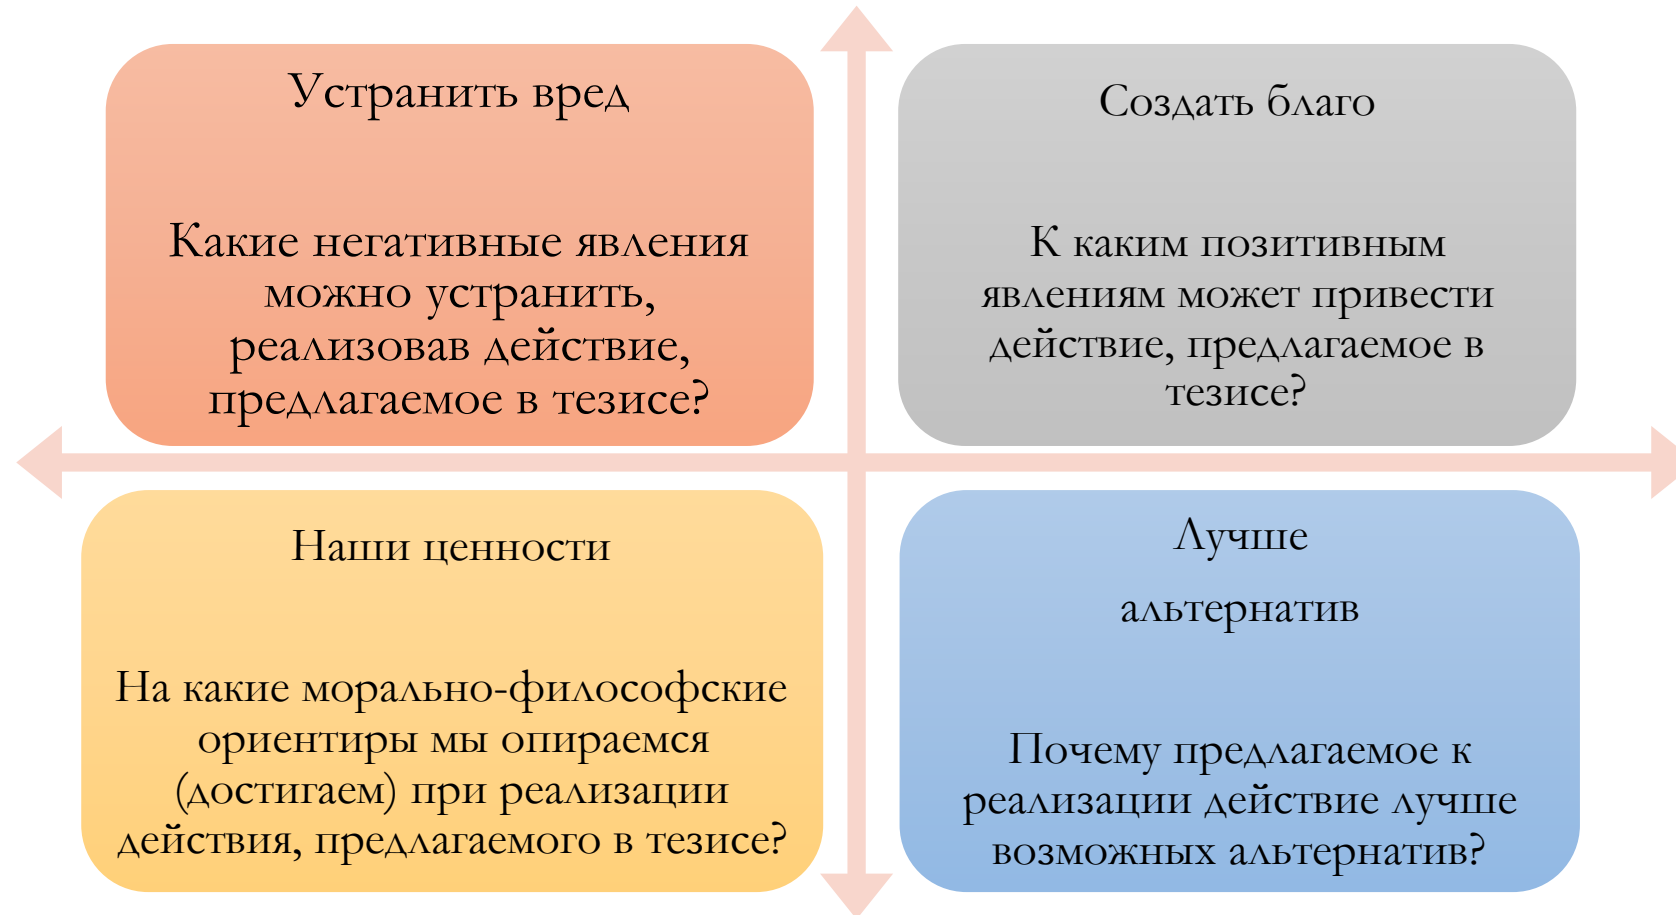 Устранить вред
Какие негативные явления
можно устранить,
реализовав действие,
предлагаемое в тезисе?
Создать благо
К каким позитивным
явлениям может привести
действие, предлагаемое в
тезисе?
Наши ценности
На какие морально-философские
ориентиры мы опираемся
(достигаем) при реализации
действия, предлагаемого в тезисе?
Лучше
альтернатив
Почему предлагаемое к
реализации действие лучше
возможных альтернатив?